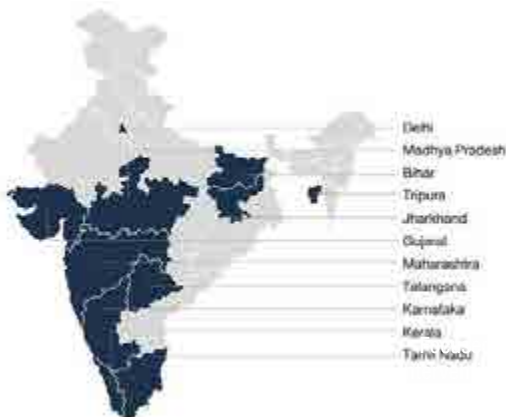 Delhi
Madhya Pradesh
Bihar
Tripura
Jharkhand
Gujarat
Maharashtra
Telangana
Karnataka
Kerala
Tamil Nadu